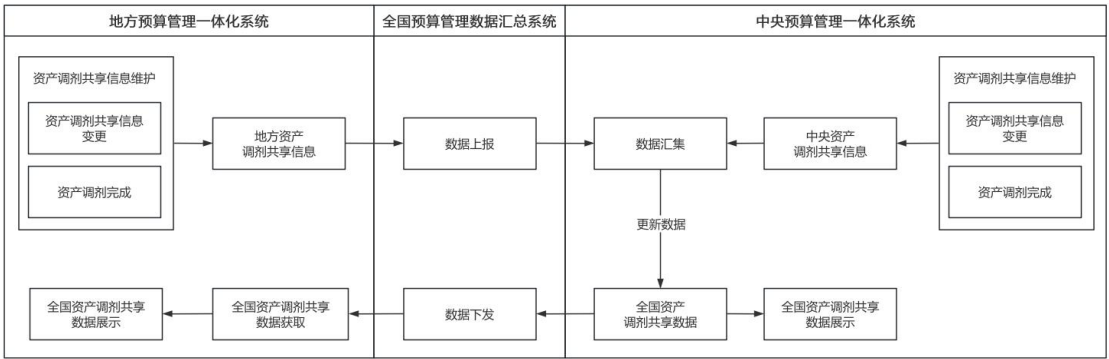 地方预算管理一体化系统
全国预算管理数据汇总系统
中央预算管理一体化系统
资产调剂共享信息维护
资产调剂共享信息
变更
资产调剂完成
地方资产
调剂共享信息
数据上报
数据汇集
中央资产
调剂共享信息
资产调剂共享信息维护
资产调剂共享信息
变更
资产调剂完成
更新数据
全国资产调剂共享
数据展示
全国资产调剂共享
数据获取
数据下发
全国资产
调剂共享数据
全国资产调剂共享
数据展示